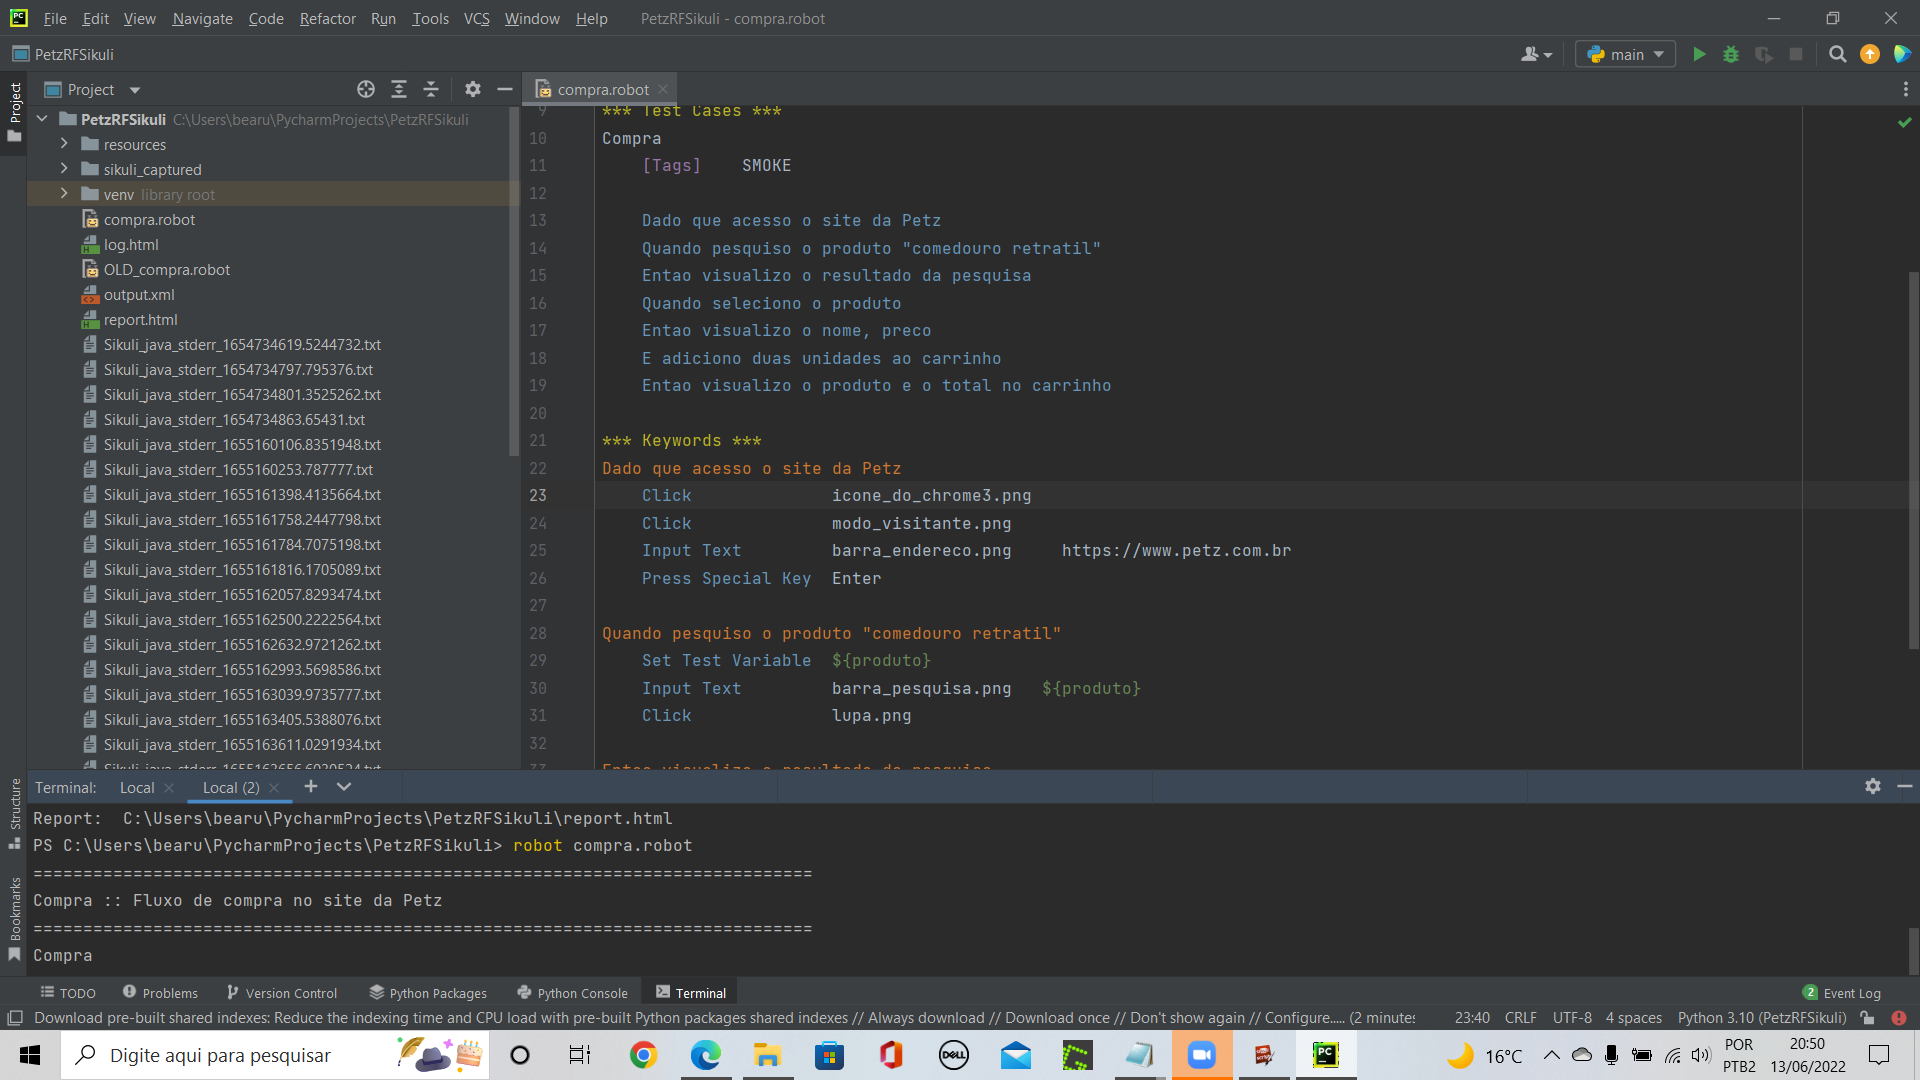 File Edit View Navigate Code Refactor Run Tools VCS Window Help PetzRFSikuli - compra.robot
PetzRFSikuli main
Project
Project compra.robot
PetzRFSikuli C:\Users\bearu\PycharmProjects\PetzRFSikuli
resources
sikuli_captured
venv library root
compra.robot
log.html
OLD_compra.robot
output.xml
report.html
Sikuli_java_stderr_1654734619.5244732.txt
Sikuli_java_stderr_1654734797.795376.txt
Sikuli_java_stderr_1654734801.3525262.txt
Sikuli_java_stderr_1654734863.65431.txt
Sikuli_java_stderr_1655160106.8351948.txt
Sikuli_java_stderr_1655160253.787777.txt
Sikuli_java_stderr_1655161398.4135664.txt
Sikuli_java_stderr_1655161758.2447798.txt
Sikuli_java_stderr_1655161784.7075198.txt
Sikuli_java_stderr_1655161816.1705089.txt
Sikuli_java_stderr_1655162057.8293474.txt
Sikuli_java_stderr_1655162500.2222564.txt
Sikuli_java_stderr_1655162632.9721262.txt
Sikuli_java_stderr_1655162993.5698586.txt
Sikuli_java_stderr_1655163039.9735777.txt
Sikuli_java_stderr_1655163405.5388076.txt
Sikuli_java_stderr_1655163611.0291934.txt
9 *** Test Cases ***
10 Compra
11 [Tags] SMOKE
12
13 Dado que acesso o site da Petz
14 Quando pesquiso o produto "comedouro retratil"
15 Entao visualizo o resultado da pesquisa
16 Quando seleciono o produto
17 Entao visualizo o nome, preco
18 E adiciono duas unidades ao carrinho
19 Entao visualizo o produto e o total no carrinho
20
21 *** Keywords ***
22 Dado que acesso o site da Petz
23 Click icone_do_chrome3.png
24 Click modo_visitante.png
25 Input Text barra_endereco.png https://www.petz.com.br
26 Press Special Key Enter
27
28 Quando pesquiso o produto "comedouro retratil"
29 Set Test Variable ${produto}
30 Input Text barra_pesquisa.png ${produto}
31 Click lupa.png
32
33 Entao visualizo o resultado da pesquisa
Structure
Bookmarks
Terminal: Local Local (2)
Report: C:\Users\bearu\PycharmProjects\PetzRFSikuli\report.html
PS C:\Users\bearu\PycharmProjects\PetzRFSikuli> robot compra.robot
==============================================================================
Compra :: Fluxo de compra no site da Petz
==============================================================================
Compra
TODO Problems Version Control Python Packages Python Console Terminal 2 Event Log
Download pre-built shared indexes: Reduce the indexing time and CPU load with pre-built Python packages shared indexes // Always download // Download once // Don't show again // Configure..... (2 minutes 23:40 CRLF UTF-8 4 spaces Python 3.10 (PetzRFSikuli)
Digite aqui para pesquisar DELL PC 16°C POR PTB2 20:50 13/06/2022